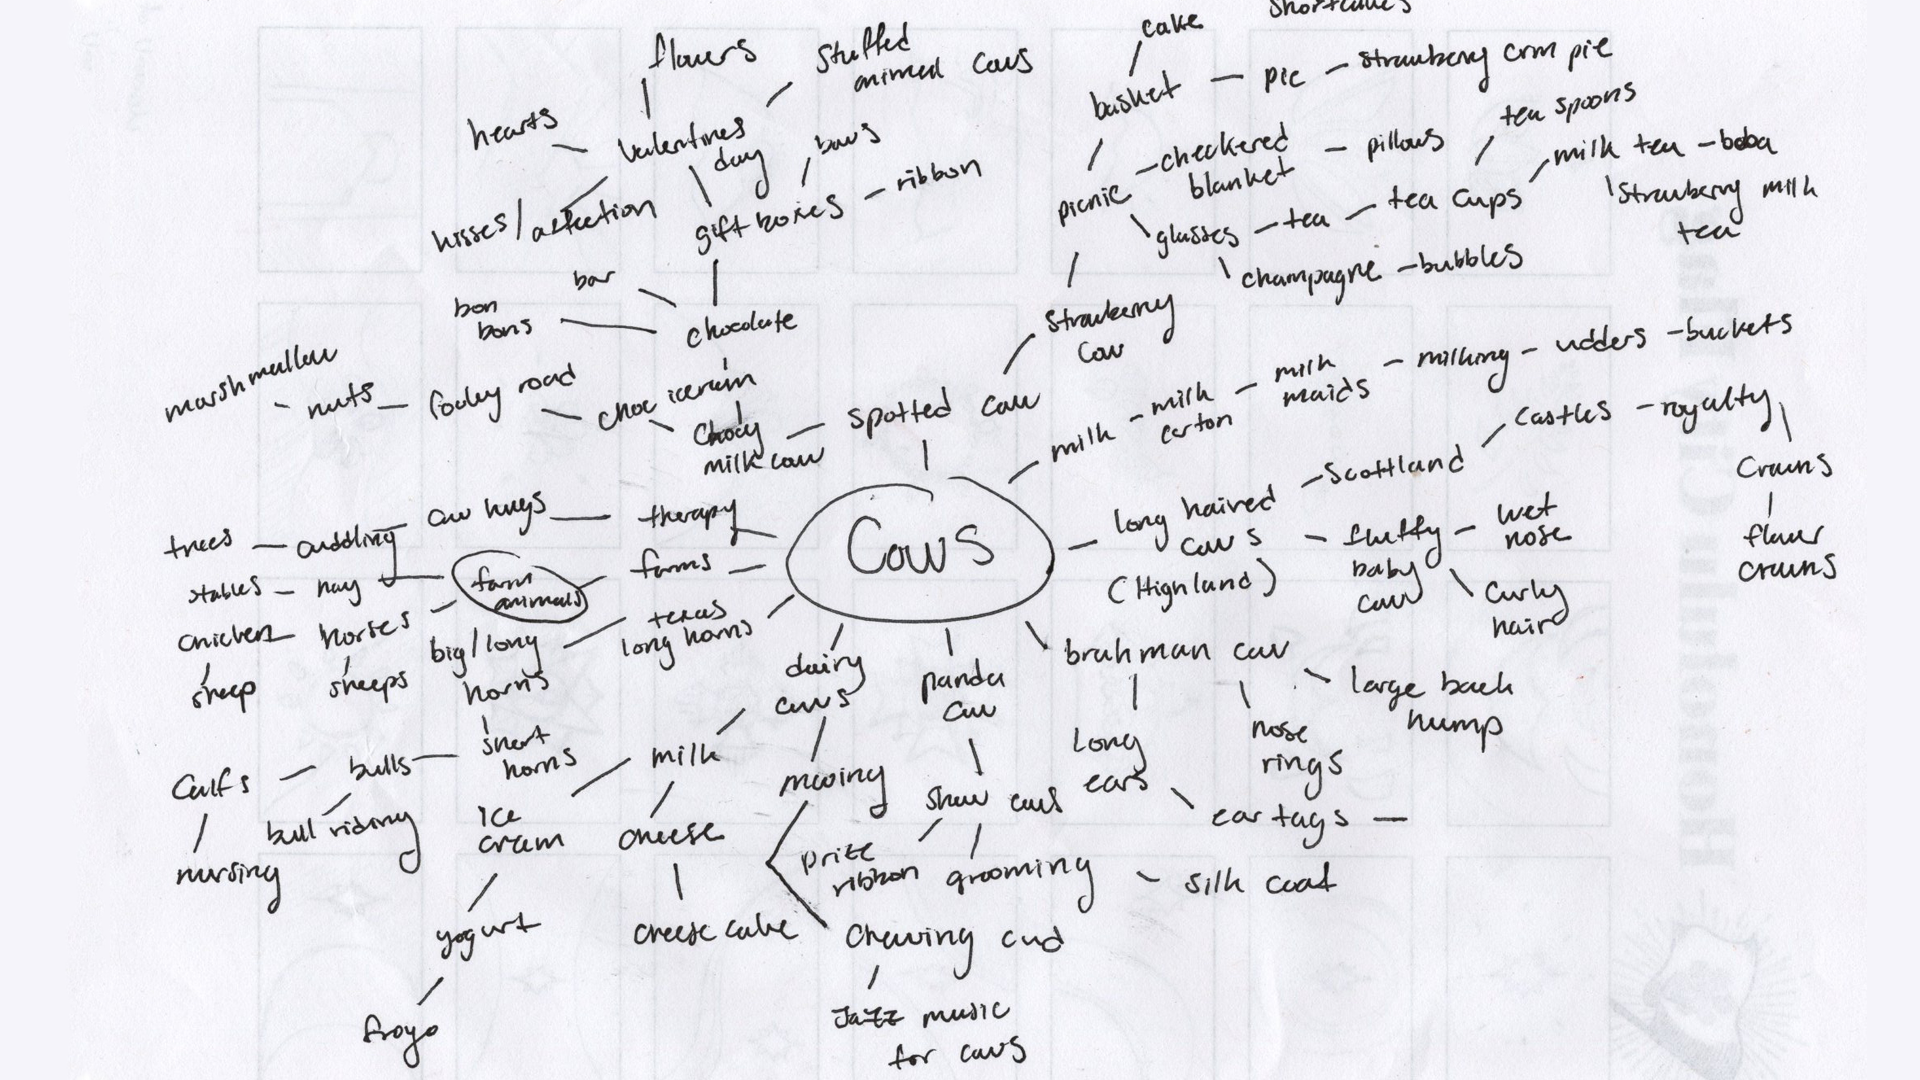 cake
shortcakes
flowers
stuffed
animal cows
basket
pie
strawberry crm pie
hearts
valentines
day
bows
ribbon
checkered
blanket
pillows
tea spoons
milk tea
boba
strawberry milk
tea
kisses/
affection
gift boxes
picnic
glasses
tea
tea cups
champagne
bubbles
bar
bon
bons
chocolate
strawberry
cow
marshmallow
nuts
choc icecream
Chocy
milk cow
spotted cow
milk
milk
carton
milk
maids
milking
udders
buckets
Scottland
castles
royalty
Crowns
flower
crowns
trees
cuddling
cow hugs
therapy
Cows
long haired
cows
(Highland)
fluffy
baby
cow
wet
nose
Curly
hair
stables
hay
farm
animals
farms
chicken
horses
sheep
sheeps
big/long
horns
texas
long horns
dairy
cows
panda
cow
brahman cow
large back
hump
Calfs
bulls
short
horns
milk
mooing
show cows
long
ears
nose
rings
ear tags
nursing
bull riding
ice
cream
cheese
prize
ribbon
grooming
silk coat
yogurt
cheese cake
Chewing cud
froyo
Jazz music
for cows